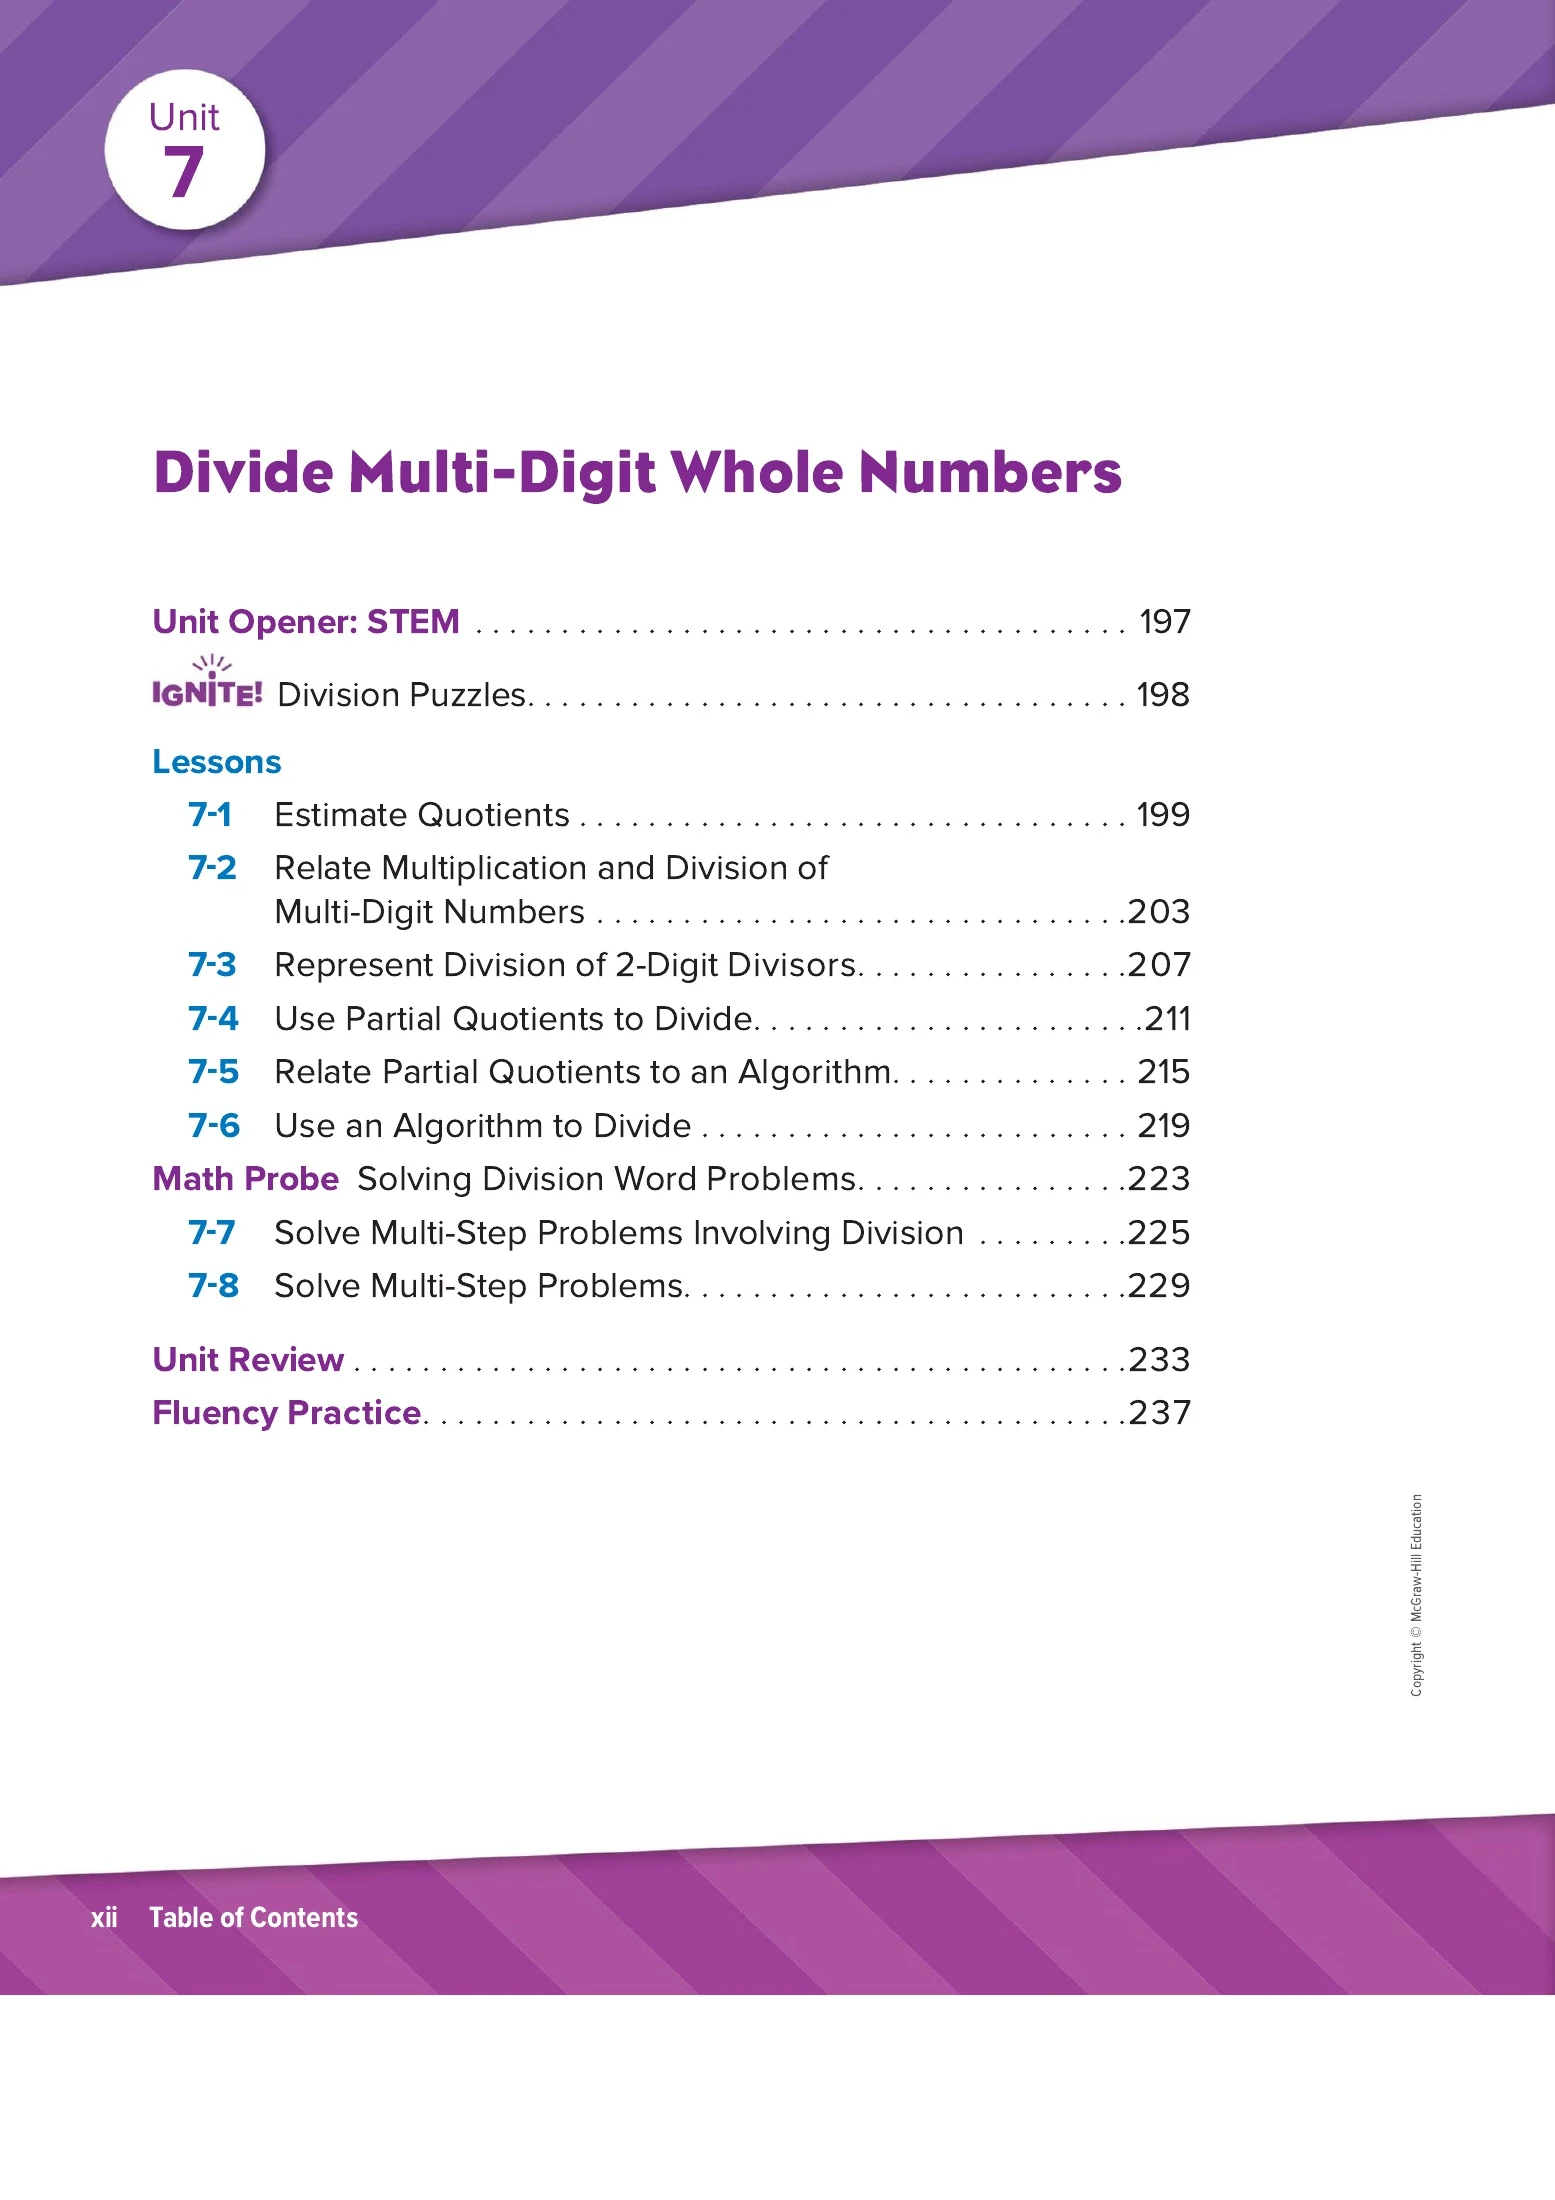 Unit
7
Divide Multi-Digit Whole Numbers
Unit Opener: STEM . . . . . . . . . . . . . . . . . . . . . . . . . . . . . . . . . . . . . . 197
IGNiTE! Division Puzzles. . . . . . . . . . . . . . . . . . . . . . . . . . . . . . . . . . . 198
Lessons
7-1 Estimate Quotients . . . . . . . . . . . . . . . . . . . . . . . . . . . . . . . . 199
7-2 Relate Multiplication and Division of
Multi-Digit Numbers . . . . . . . . . . . . . . . . . . . . . . . . . . . . . . .203
7-3 Represent Division of 2-Digit Divisors. . . . . . . . . . . . . . . .207
7-4 Use Partial Quotients to Divide. . . . . . . . . . . . . . . . . . . . . . .211
7-5 Relate Partial Quotients to an Algorithm. . . . . . . . . . . . . . 215
7-6 Use an Algorithm to Divide . . . . . . . . . . . . . . . . . . . . . . . . . 219
Math Probe Solving Division Word Problems. . . . . . . . . . . . . . . .223
7-7 Solve Multi-Step Problems Involving Division . . . . . . . . .225
7-8 Solve Multi-Step Problems. . . . . . . . . . . . . . . . . . . . . . . . . .229
Unit Review . . . . . . . . . . . . . . . . . . . . . . . . . . . . . . . . . . . . . . . . . . . . .233
Fluency Practice. . . . . . . . . . . . . . . . . . . . . . . . . . . . . . . . . . . . . . . . .237
Copyright © McGraw-Hill Education
xii Table of Contents